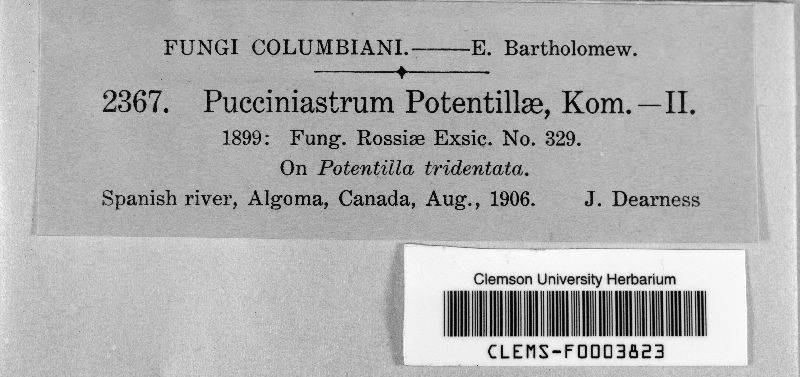 FUNGI COLUMBIANI.——E. Bartholomew.
2367. Pucciniastrum Potentillæ, Kom.—II.
1899: Fung. Rossiæ Exsic. No. 329.
On Potentilla tridentata.
Spanish river, Algoma, Canada, Aug., 1906. J. Dearness
Clemson University Herbarium
CLEMS-F0003823